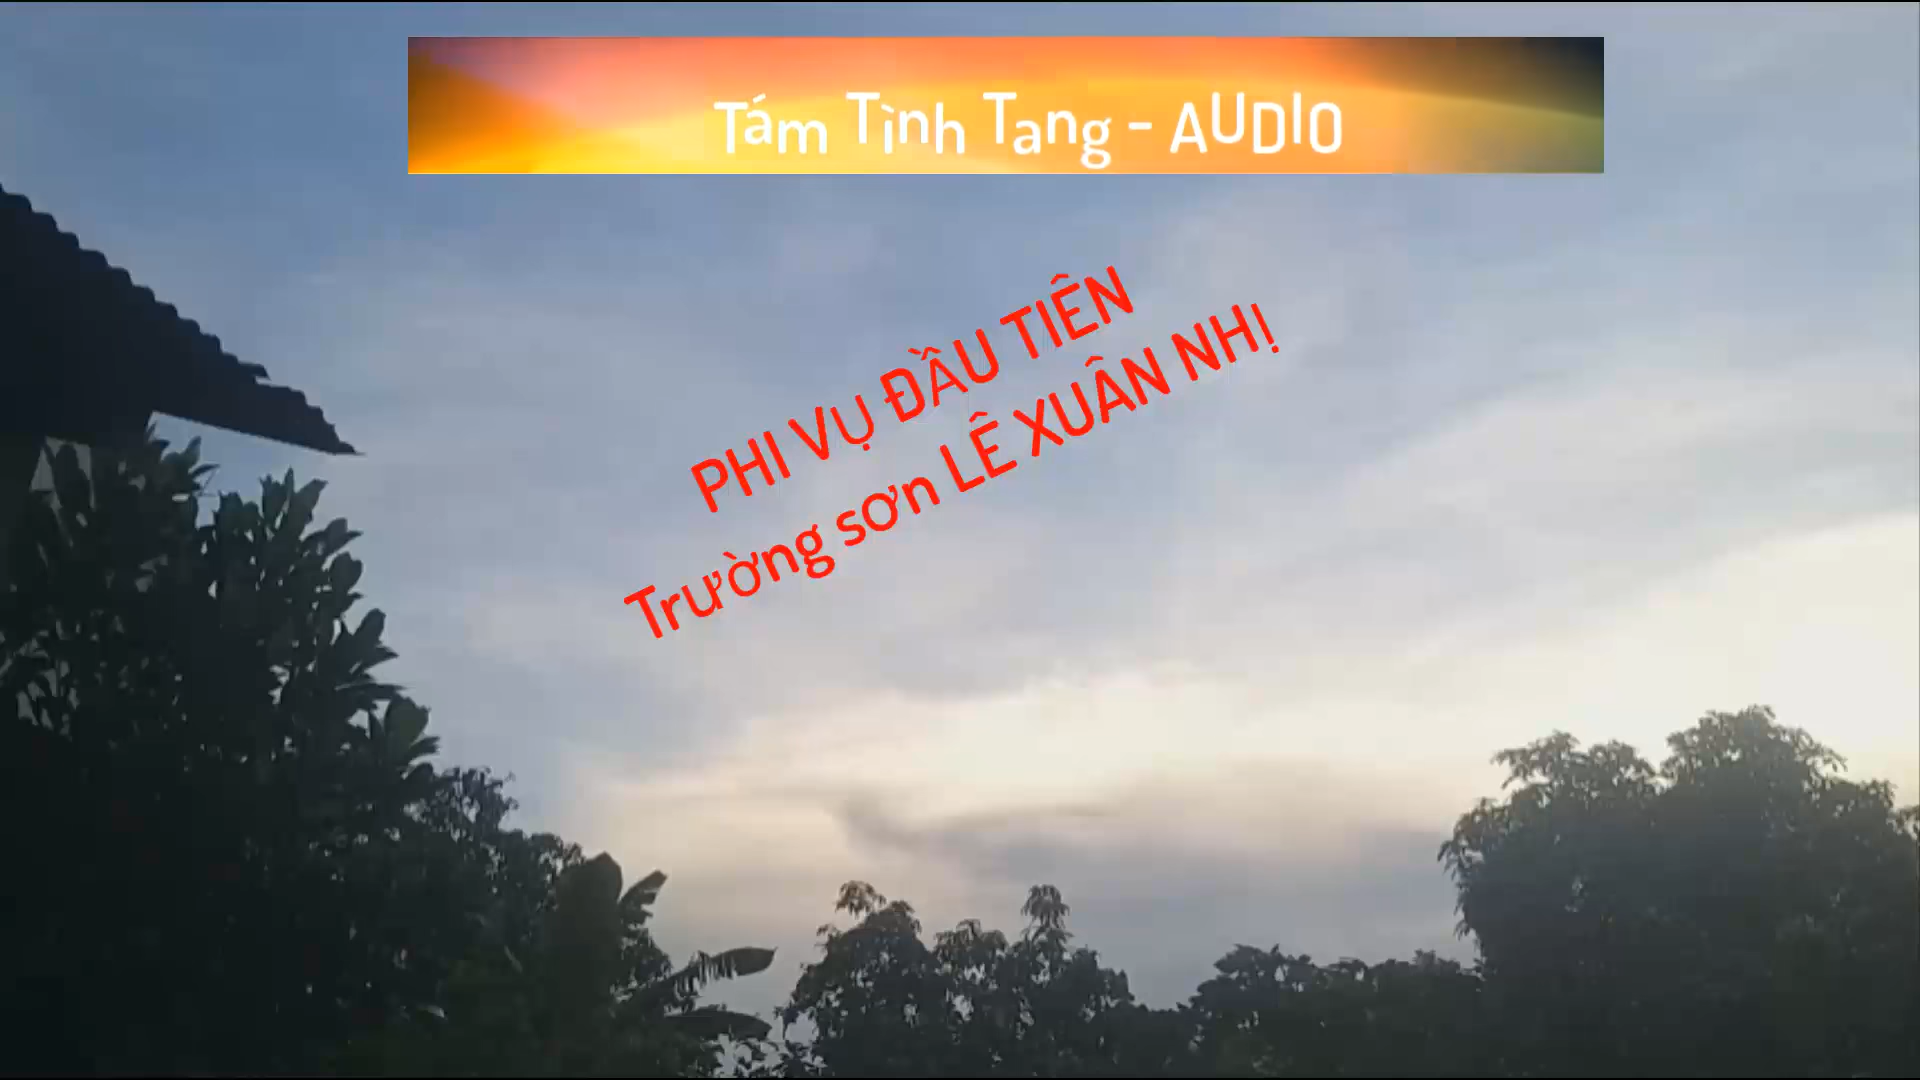 Tám Tình Tang - AUDIO
PHI VỤ ĐẦU TIÊN
Trường sơn LÊ XUÂN NHỊ